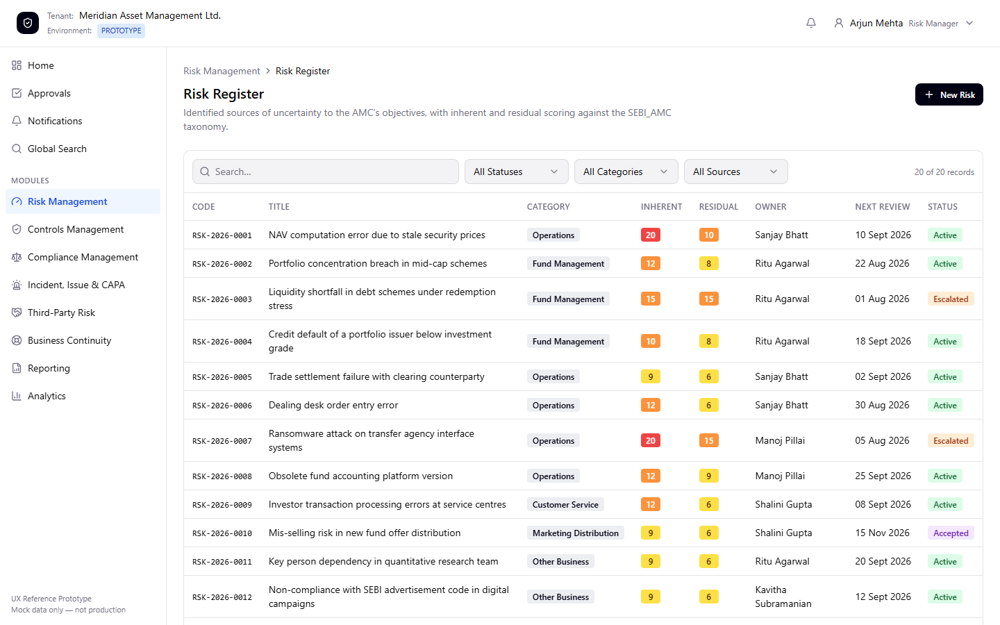 Tenant: Meridian Asset Management Ltd.
Environment: PROTOTYPE
Arjun Mehta Risk Manager
Home
Approvals
Notifications
Global Search
MODULES
Risk Management
Controls Management
Compliance Management
Incident, Issue & CAPA
Third-Party Risk
Business Continuity
Reporting
Analytics
UX Reference Prototype
Mock data only — not production
Risk Management > Risk Register
Risk Register
Identified sources of uncertainty to the AMC's objectives, with inherent and residual scoring against the SEBI_AMC
taxonomy.
+ New Risk
Search...
All Statuses
All Categories
All Sources
20 of 20 records
CODE TITLE CATEGORY INHERENT RESIDUAL OWNER NEXT REVIEW STATUS
RSK-2026-0001 NAV computation error due to stale security prices Operations 20 10 Sanjay Bhatt 10 Sept 2026 Active
RSK-2026-0002 Portfolio concentration breach in mid-cap schemes Fund Management 12 8 Ritu Agarwal 22 Aug 2026 Active
RSK-2026-0003 Liquidity shortfall in debt schemes under redemption
stress Fund Management 15 15 Ritu Agarwal 01 Aug 2026 Escalated
RSK-2026-0004 Credit default of a portfolio issuer below investment
grade Fund Management 10 8 Ritu Agarwal 18 Sept 2026 Active
RSK-2026-0005 Trade settlement failure with clearing counterparty Operations 9 6 Sanjay Bhatt 02 Sept 2026 Active
RSK-2026-0006 Dealing desk order entry error Operations 12 6 Sanjay Bhatt 30 Aug 2026 Active
RSK-2026-0007 Ransomware attack on transfer agency interface
systems Operations 20 15 Manoj Pillai 05 Aug 2026 Escalated
RSK-2026-0008 Obsolete fund accounting platform version Operations 12 9 Manoj Pillai 25 Sept 2026 Active
RSK-2026-0009 Investor transaction processing errors at service centres Customer Service 12 6 Shalini Gupta 08 Sept 2026 Active
RSK-2026-0010 Mis-selling risk in new fund offer distribution Marketing Distribution 9 6 Shalini Gupta 15 Nov 2026 Accepted
RSK-2026-0011 Key person dependency in quantitative research team Other Business 9 6 Ritu Agarwal 20 Sept 2026 Active
RSK-2026-0012 Non-compliance with SEBI advertisement code in digital
campaigns Other Business 9 6 Kavitha
Subramanian 12 Sept 2026 Active